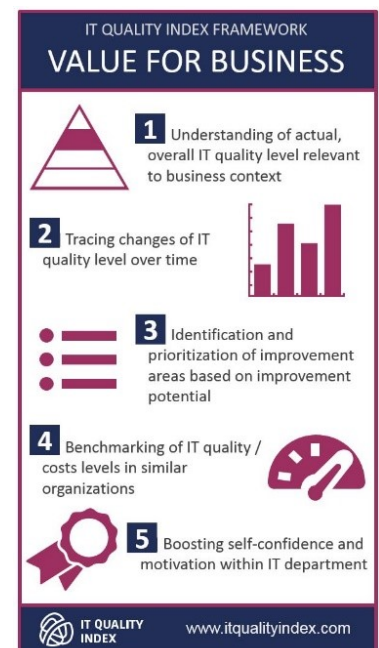 IT QUALITY INDEX FRAMEWORK
VALUE FOR BUSINESS
1 Understanding of actual,
overall IT quality level relevant
to business context
2 Tracing changes of IT
quality level over time
3 Identification and
prioritization of improvement
areas based on improvement
potential
4 Benchmarking of IT quality /
costs levels in similar
organizations
5 Boosting self-confidence and
motivation within IT department
IT QUALITY
INDEX
www.itqualityindex.com